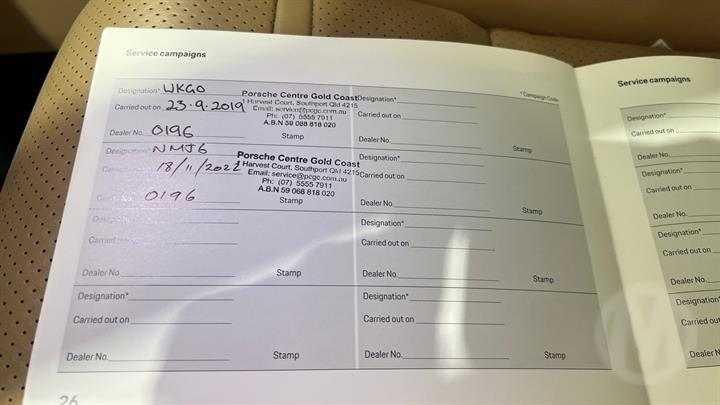 Service campaigns
* Campaign Code
Designation* WKG0
Carried out on 23.9.2019
Dealer No. 0196
Porsche Centre Gold Coast
1 Harvest Court, Southport Qld 4215
Email: service@pcgc.com.au
Ph: (07) 5555 7911
A.B.N 59 068 818 020
Stamp
Designation*
Carried out on
Dealer No.
Stamp
Designation* NMJ6
Carried out on 18/11/2022
Dealer No. 0196
Porsche Centre Gold Coast
1 Harvest Court, Southport Qld 4215
Email: service@pcgc.com.au
Ph: (07) 5555 7911
A.B.N 59 068 818 020
Stamp
Designation*
Carried out on
Dealer No.
Stamp
Designation*
Carried out on
Dealer No.
Stamp
Designation*
Carried out on
Dealer No.
Stamp
Designation*
Carried out on
Dealer No.
Stamp
Designation*
Carried out on
Dealer No.
Stamp
26
Service campaigns
Designation*
Carried out on
Dealer No.
Designation*
Carried out on
Dealer No.
Designation*
Carried out on
Dealer No.
Designation*
Carried ou
Dealer N